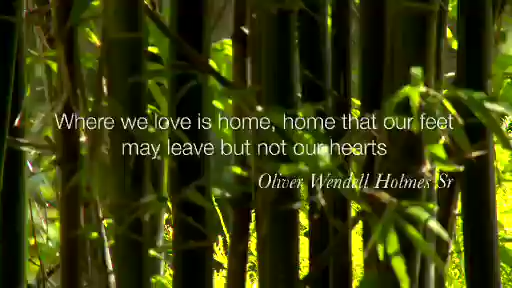 Where we love is home, home that our feet
may leave but not our hearts
Oliver Wendell Holmes Sr